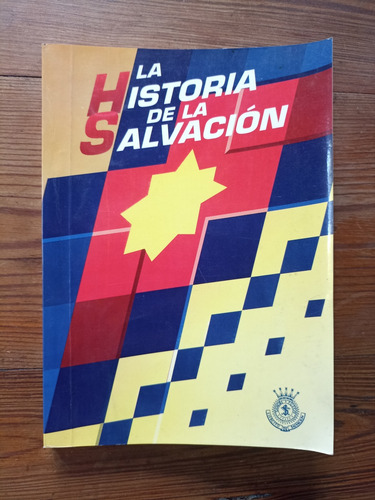 LA
HISTORIA
DE LA
SALVACIÓN